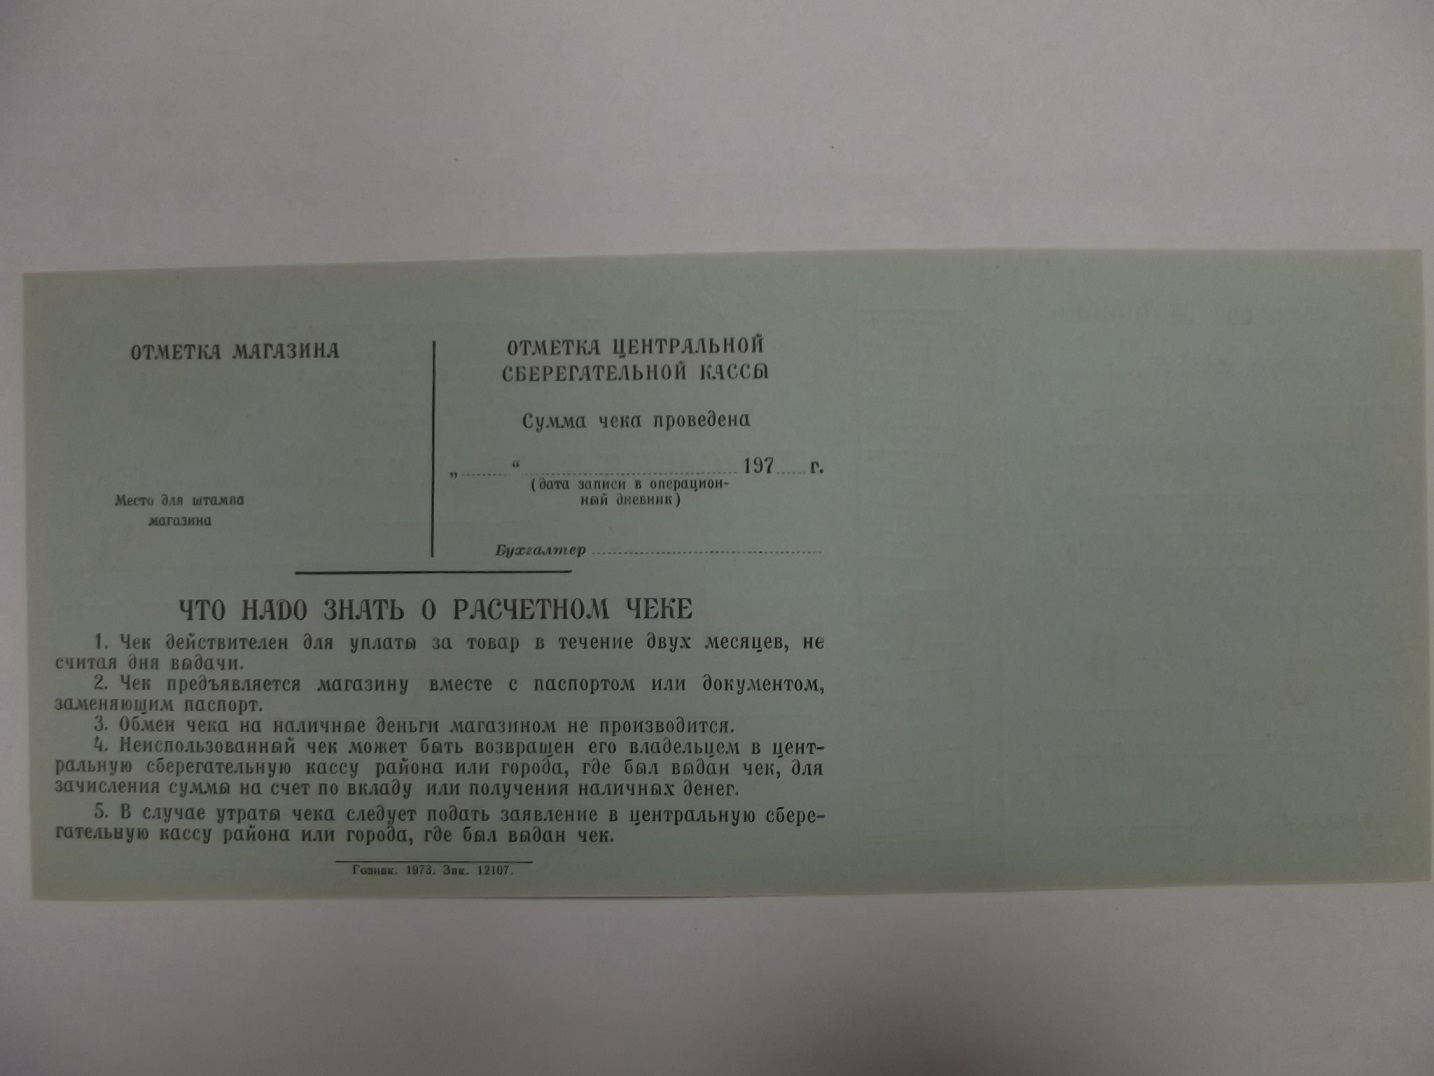 ОТМЕТКА МАГАЗИНА
Место для штампа
магазина
ОТМЕТКА ЦЕНТРАЛЬНОЙ
СБЕРЕГАТЕЛЬНОЙ КАССЫ
Сумма чека проведена
„ “ 197 г.
(дата записи в операцион-
ный дневник)
Бухгалтер
ЧТО НАДО ЗНАТЬ О РАСЧЕТНОМ ЧЕКЕ
1. Чек действителен для уплаты за товар в течение двух месяцев, не
считая дня выдачи.
2. Чек предъявляется магазину вместе с паспортом или документом,
заменяющим паспорт.
3. Обмен чека на наличные деньги магазином не производится.
4. Неиспользованный чек может быть возвращен его владельцем в цент-
ральную сберегательную кассу района или города, где был выдан чек, для
зачисления суммы на счет по вкладу или получения наличных денег.
5. В случае утраты чека следует подать заявление в центральную сбере-
гательную кассу района или города, где был выдан чек.
Гознак. 1973. Зак. 12107.